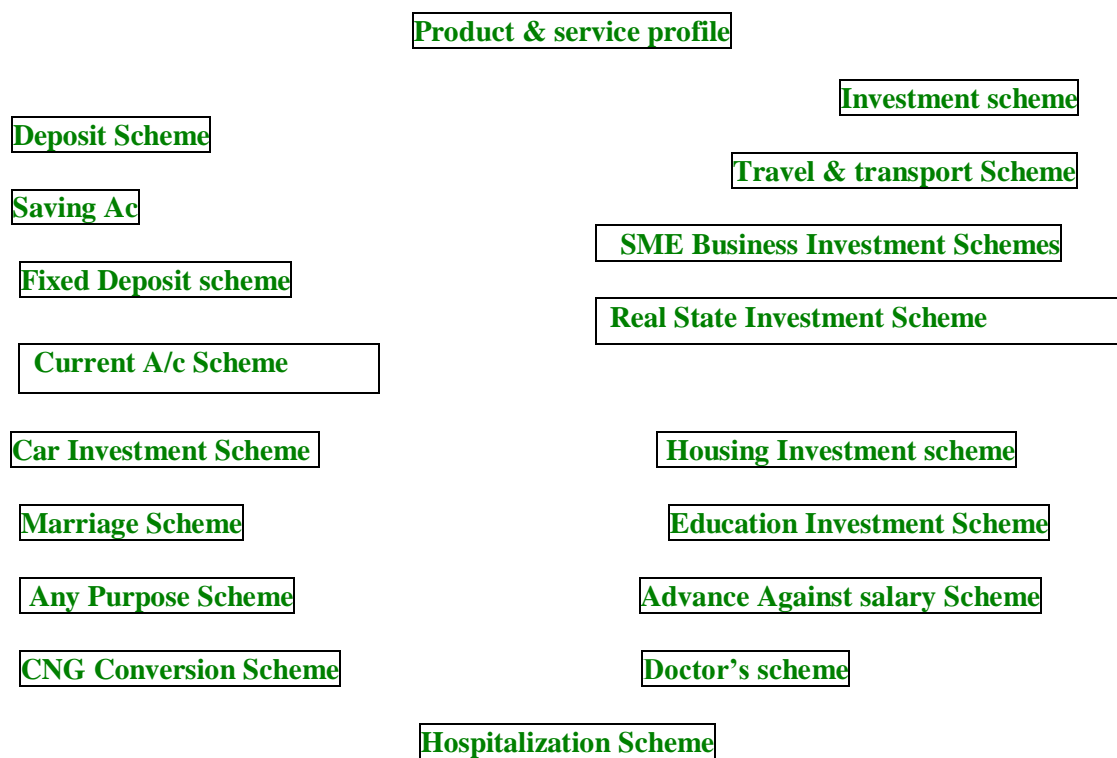 Product & service profile
Investment scheme
Deposit Scheme
Travel & transport Scheme
Saving Ac
SME Business Investment Schemes
Fixed Deposit scheme
Real State Investment Scheme
Current A/c Scheme
Car Investment Scheme
Housing Investment scheme
Marriage Scheme
Education Investment Scheme
Any Purpose Scheme
Advance Against salary Scheme
CNG Conversion Scheme
Doctor’s scheme
Hospitalization Scheme